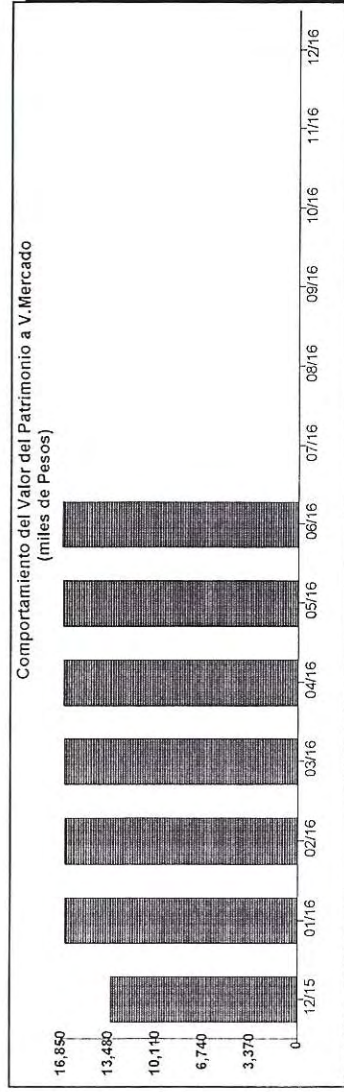 Comportamiento del Valor del Patrimonio a V.Mercado
(miles de Pesos)
16,850
13,480
10,110
6,740
3,370
0
12/15 01/16 02/16 03/16 04/16 05/16 06/16 07/16 08/16 09/16 10/16 11/16 12/16